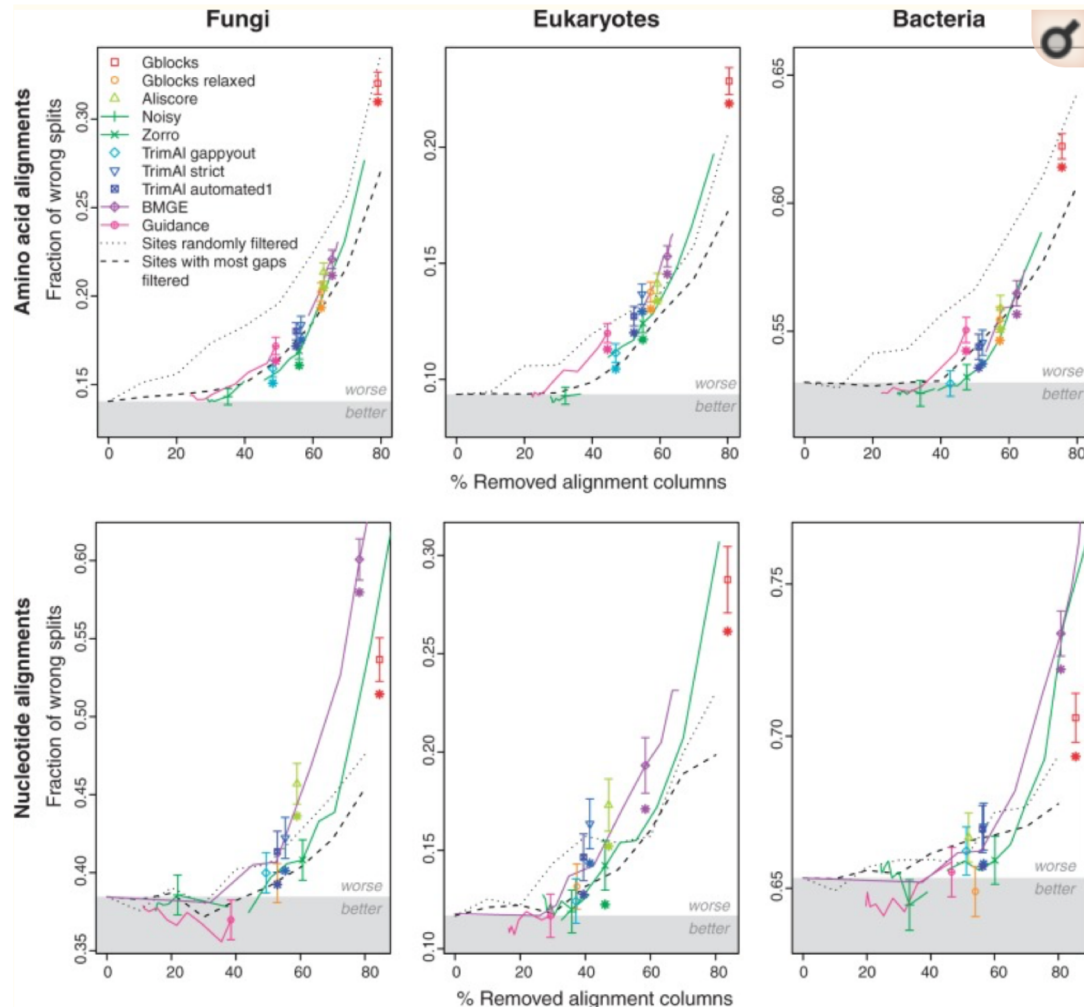 Fungi
Eukaryotes
Bacteria
Amino acid alignments
Fraction of wrong splits
0.15
0.20
0.25
0.30
Gblocks
Gblocks relaxed
Aliscore
Noisy
Zorro
TrimAl gappyout
TrimAl strict
TrimAl automated1
BMGE
Guidance
Sites randomly filtered
Sites with most gaps
filtered
worse
better
0 20 40 60 80
0.10
0.15
0.20
worse
better
0 20 40 60 80
0.55
0.60
0.65
worse
better
0 20 40 60 80
% Removed alignment columns
Nucleotide alignments
Fraction of wrong splits
0.35
0.40
0.45
0.50
0.55
0.60
worse
better
0 20 40 60 80
0.10
0.15
0.20
0.25
0.30
worse
better
0 20 40 60 80
0.65
0.70
0.75
worse
better
0 20 40 60 80
% Removed alignment columns